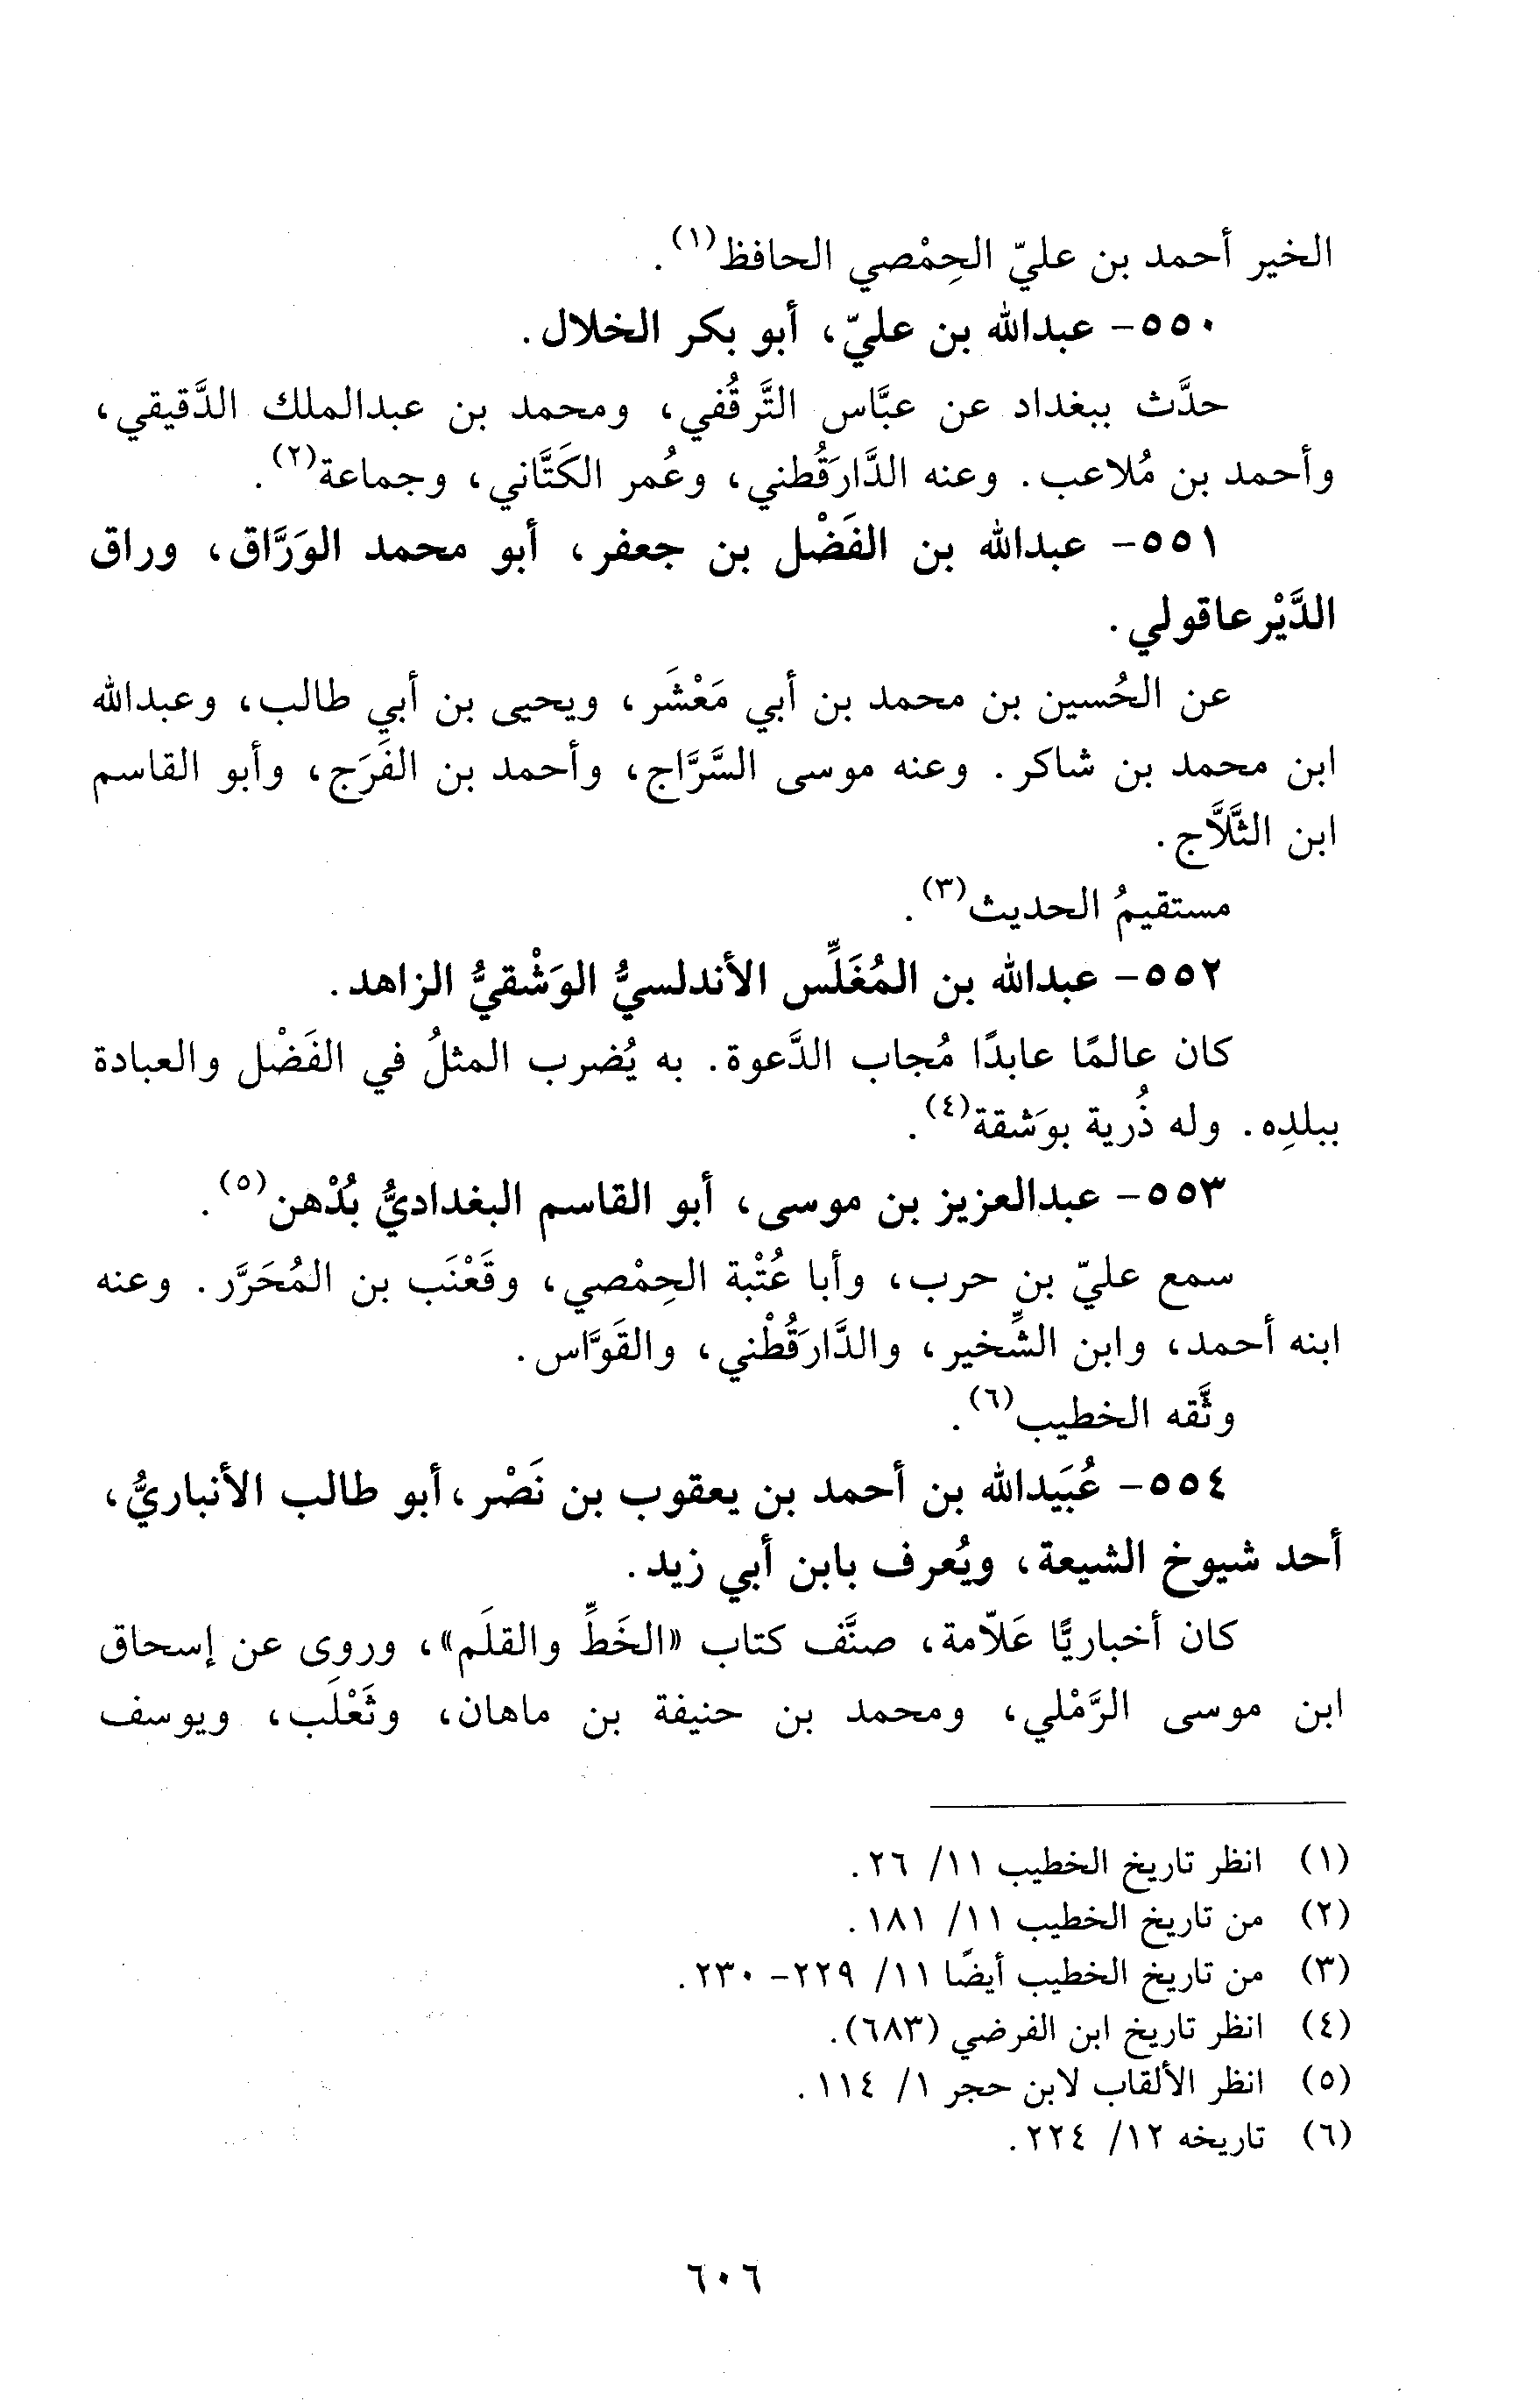 الخير أحمد بن عليّ الحِمْصي الحافظ(١).
٥٥٠- عبدالله بن عليّ، أبو بكر الخلال.
حدَّث ببغداد عن عبَّاس التَّرقُفي، ومحمد بن عبدالملك الدَّقيقي،
وأحمد بن مُلاعب. وعنه الدَّارَقُطني، وعُمر الكَتَّاني، وجماعة(٢).
٥٥١- عبدالله بن الفَضْل بن جعفر، أبو محمد الوَرَّاق، وراق
الدَّيْرعاقولي.
عن الحُسين بن محمد بن أبي مَعْشَر، ويحيى بن أبي طالب، وعبدالله
ابن محمد بن شاكر. وعنه موسى السَّرَّاج، وأحمد بن الفَرَج، وأبو القاسم
ابن الثَّلاَّج.
مستقيمُ الحديث(٣).
٥٥٢- عبدالله بن المُغَلِّس الأندلسيُّ الوَشْقيُّ الزاهد.
كان عالمًا عابدًا مُجاب الدَّعوة. به يُضرب المثلُ في الفَضْل والعبادة
ببلدِه. وله ذُرية بوَشقة(٤).
٥٥٣- عبدالعزيز بن موسى، أبو القاسم البغداديُّ بُدْهن(٥).
سمع عليّ بن حرب، وأبا عُتْبة الحِمْصي، وقَعْنَب بن المُحَرَّر. وعنه
ابنه أحمد، وابن الشِّخير، والدَّارَقُطْني، والقَوَّاس.
وثَّقه الخطيب(٦).
٥٥٤- عُبَيدالله بن أحمد بن يعقوب بن نَصْر، أبو طالب الأنباريُّ،
أحد شيوخ الشيعة، ويُعرف بابن أبي زيد.
كان أخباريًّا عَلاّمة، صنَّف كتاب «الخَطِّ والقلَم»، وروى عن إسحاق
ابن موسى الرَّمْلي، ومحمد بن حنيفة بن ماهان، وثَعْلَب، ويوسف
(١) انظر تاريخ الخطيب ١١/ ٢٦.
(٢) من تاريخ الخطيب ١١/ ١٨١.
(٣) من تاريخ الخطيب أيضًا ١١/ ٢٢٩- ٢٣٠.
(٤) انظر تاريخ ابن الفرضي (٦٨٣).
(٥) انظر الألقاب لابن حجر ١/ ١١٤.
(٦) تاريخه ١٢/ ٢٢٤.
٦٠٦